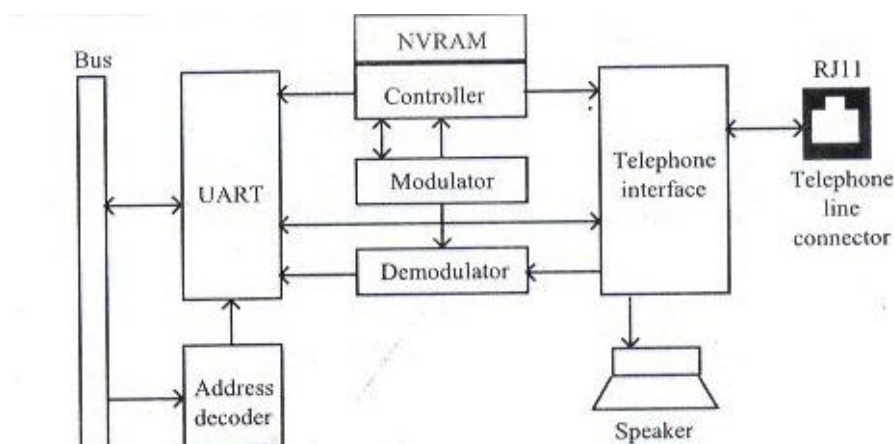 NVRAM
Bus
RJ11
Controller
Modulator
Telephone
interface
UART
Telephone
line
connector
Demodulator
Address
decoder
Speaker